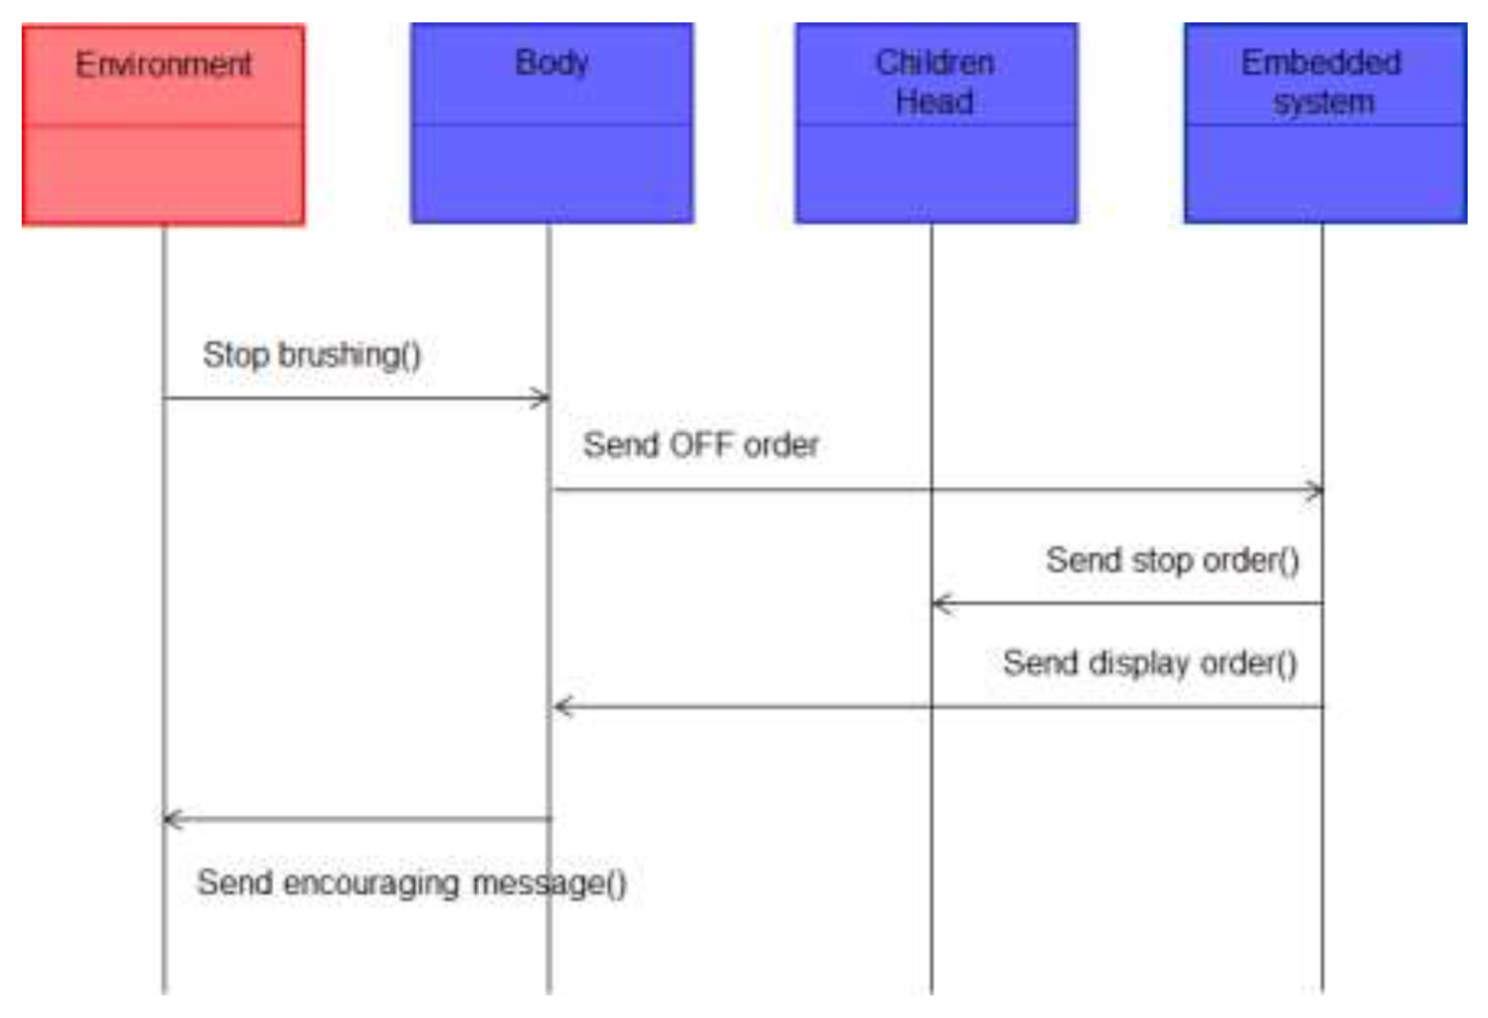 Environment
Body
Children
Head
Embedded
system
Stop brushing()
Send OFF order
Send stop order()
Send display order()
Send encouraging message()